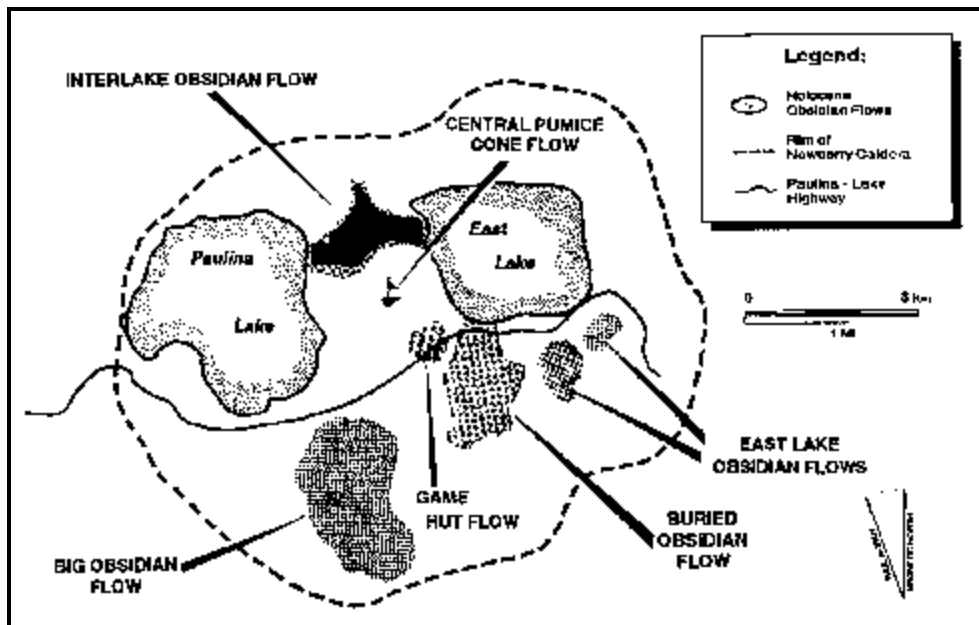 INTERLAKE OBSIDIAN FLOW
CENTRAL PUMICE
CONE FLOW
Legend:
Holocene
Obsidian Flows
Rim of
Newberry Caldera
Paulina - Lake
Highway
Paulina
Lake
East
Lake
0
1 Mi
EAST LAKE
OBSIDIAN FLOWS
GAME
HUT FLOW
BURIED
OBSIDIAN
FLOW
BIG OBSIDIAN
FLOW